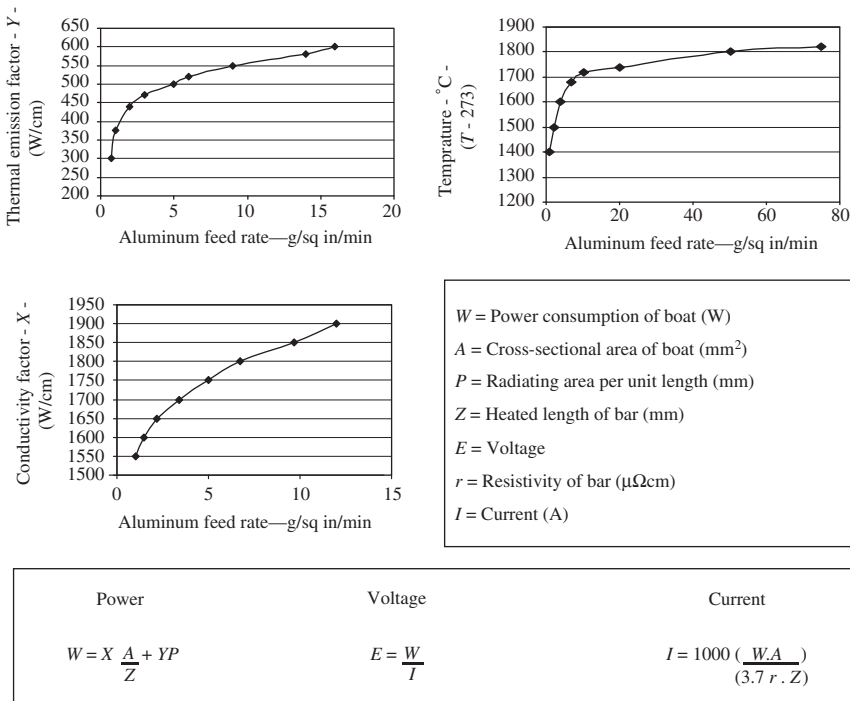 Thermal emission factor - Y -
(W/cm)
650
600
550
500
450
400
350
300
250
200
0 5 10 15 20
Aluminum feed rate—g/sq in/min
Temprature - °C -
(T - 273)
1900
1800
1700
1600
1500
1400
1300
1200
0 20 40 60 80
Aluminum feed rate—g/sq in/min
Conductivity factor - X -
(W/cm)
1950
1900
1850
1800
1750
1700
1650
1600
1550
1500
0 5 10 15
Aluminum feed rate—g/sq in/min
W = Power consumption of boat (W)
A = Cross-sectional area of boat (mm²)
P = Radiating area per unit length (mm)
Z = Heated length of bar (mm)
E = Voltage
r = Resistivity of bar (μΩcm)
I = Current (A)
Power Voltage Current
W = X A/Z + YP E = W/I I = 1000 ( W.A / (3.7 r . Z) )